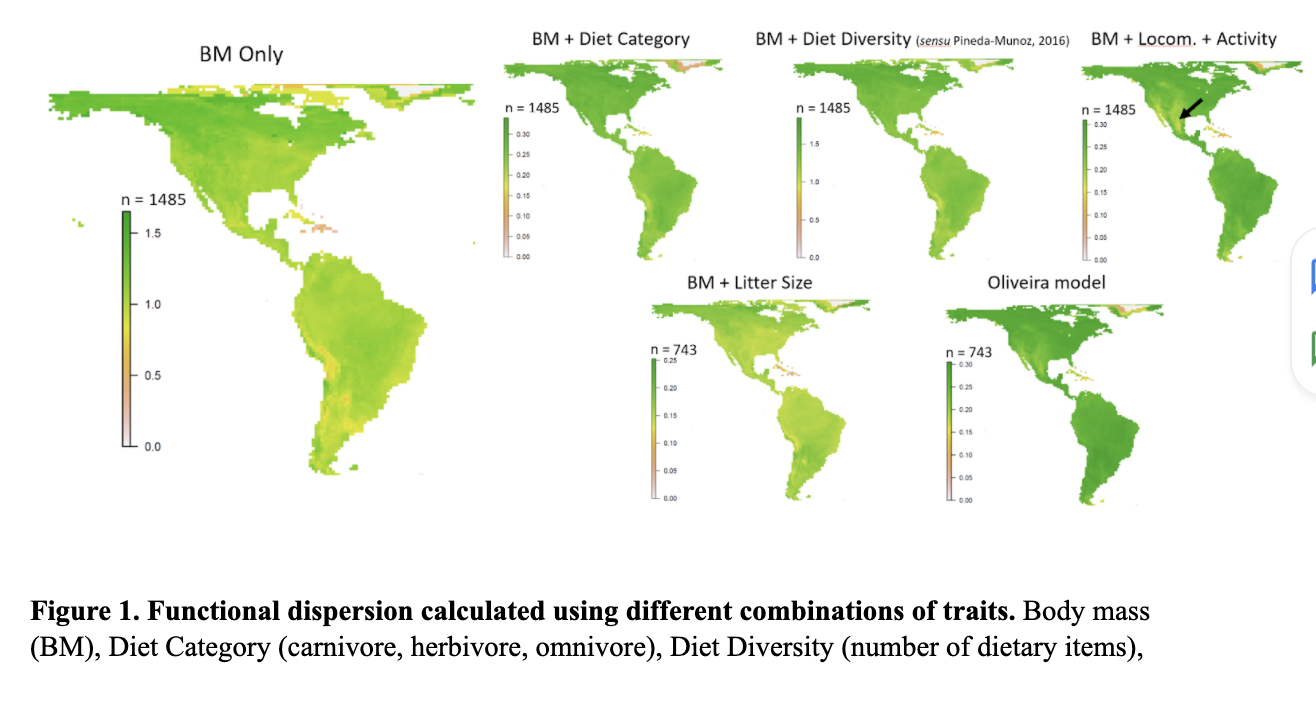 BM Only
n = 1485
1.5
1.0
0.5
0.0
BM + Diet Category
n = 1485
0.30
0.25
0.20
0.15
0.10
0.05
0.00
BM + Diet Diversity (sensu Pineda-Munoz, 2016)
n = 1485
1.5
1.0
0.5
0.0
BM + Locom. + Activity
n = 1485
0.30
0.25
0.20
0.15
0.10
0.05
0.00
BM + Litter Size
n = 743
0.25
0.20
0.15
0.10
0.05
0.00
Oliveira model
n = 743
0.30
0.25
0.20
0.15
0.10
0.05
0.00
Figure 1. Functional dispersion calculated using different combinations of traits. Body mass
(BM), Diet Category (carnivore, herbivore, omnivore), Diet Diversity (number of dietary items),